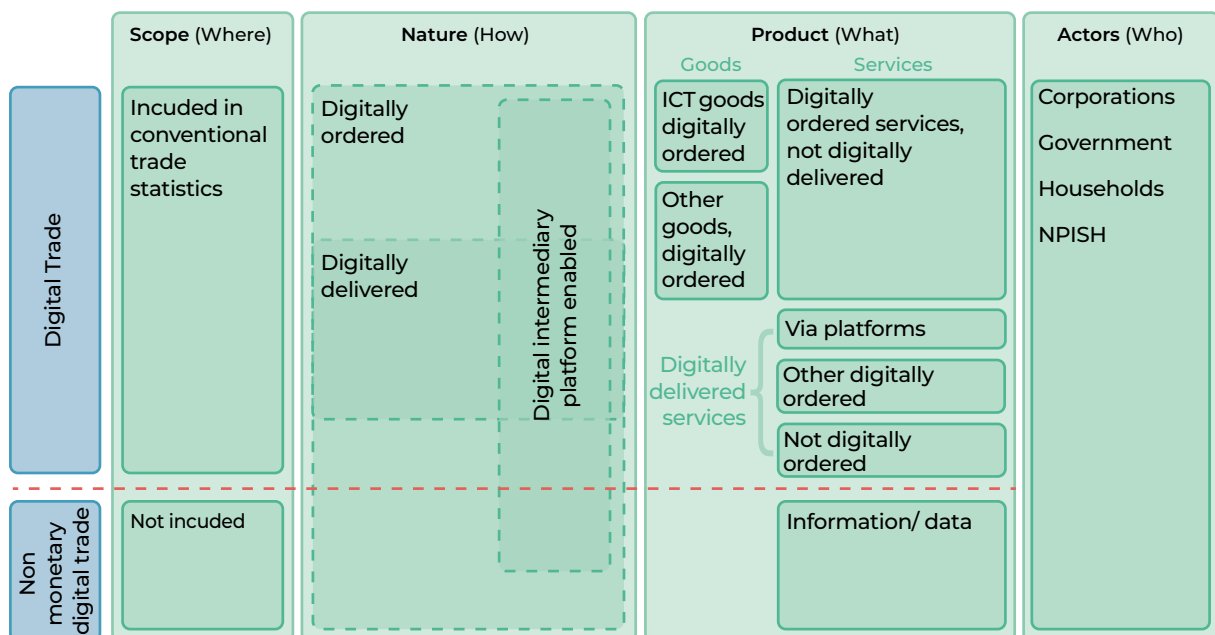 Scope (Where)
Nature (How)
Product (What)
Actors (Who)
Goods
Services
Digital Trade
Incuded in
conventional
trade
statistics
Digitally
ordered
Digitally
delivered
Digital intermediary
platform enabled
ICT goods
digitally
ordered
Other
goods,
digitally
ordered
Digitally
ordered services,
not digitally
delivered
Digitally
delivered
services
Via platforms
Other digitally
ordered
Not digitally
ordered
Corporations
Government
Households
NPISH
Non
monetary
digital trade
Not incuded
Information/ data